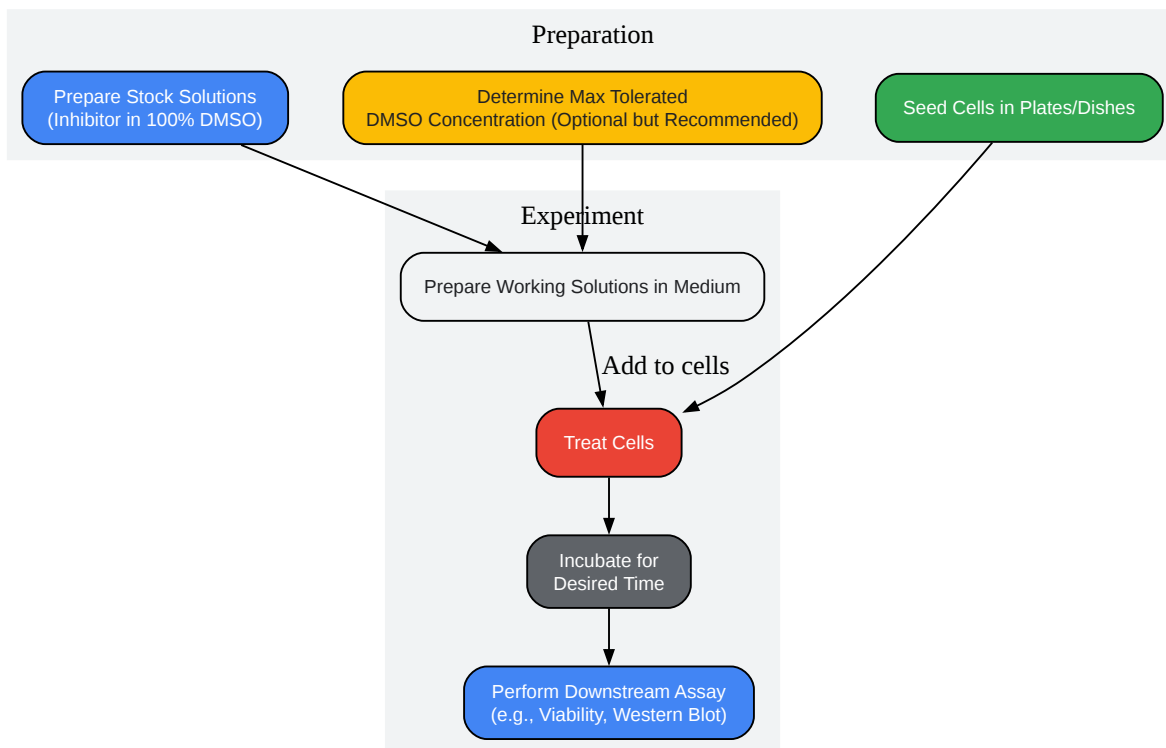 Preparation
Prepare Stock Solutions
(Inhibitor in 100% DMSO)
Determine Max Tolerated
DMSO Concentration (Optional but Recommended)
Seed Cells in Plates/Dishes
Experiment
Prepare Working Solutions in Medium
Add to cells
Treat Cells
Incubate for
Desired Time
Perform Downstream Assay
(e.g., Viability, Western Blot)